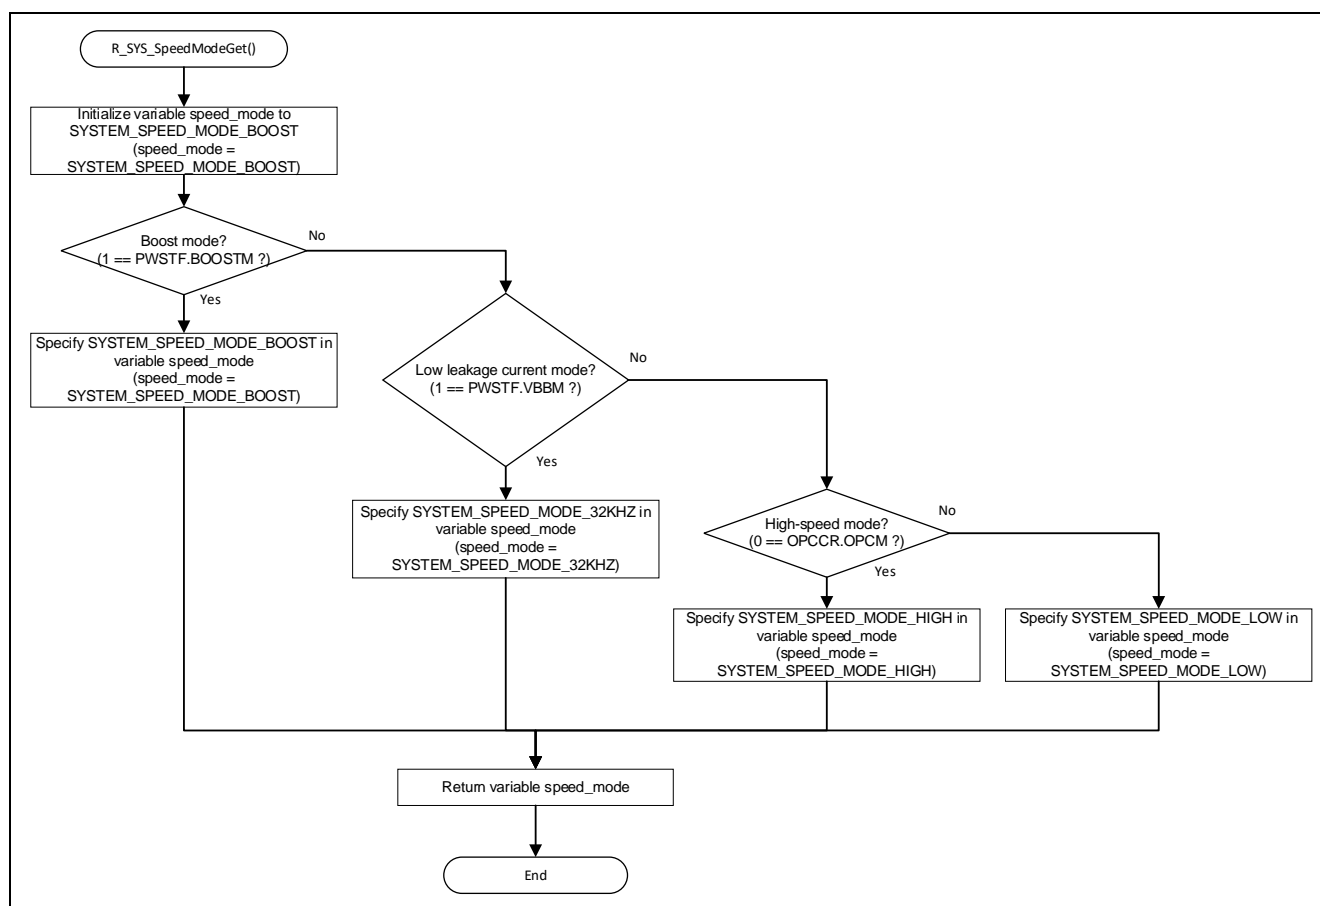 R_SYS_SpeedModeGet()
Initialize variable speed_mode to
SYSTEM_SPEED_MODE_BOOST
(speed_mode =
SYSTEM_SPEED_MODE_BOOST)
Boost mode?
(1 == PWSTF.BOOSTM ?)
No
Yes
Specify SYSTEM_SPEED_MODE_BOOST in
variable speed_mode
(speed_mode =
SYSTEM_SPEED_MODE_BOOST)
Low leakage current mode?
(1 == PWSTF.VBBM ?)
No
Yes
Specify SYSTEM_SPEED_MODE_32KHZ in
variable speed_mode
(speed_mode =
SYSTEM_SPEED_MODE_32KHZ)
High-speed mode?
(0 == OPCCR.OPCM ?)
No
Yes
Specify SYSTEM_SPEED_MODE_HIGH in
variable speed_mode
(speed_mode =
SYSTEM_SPEED_MODE_HIGH)
Specify SYSTEM_SPEED_MODE_LOW in
variable speed_mode
(speed_mode =
SYSTEM_SPEED_MODE_LOW)
Return variable speed_mode
End